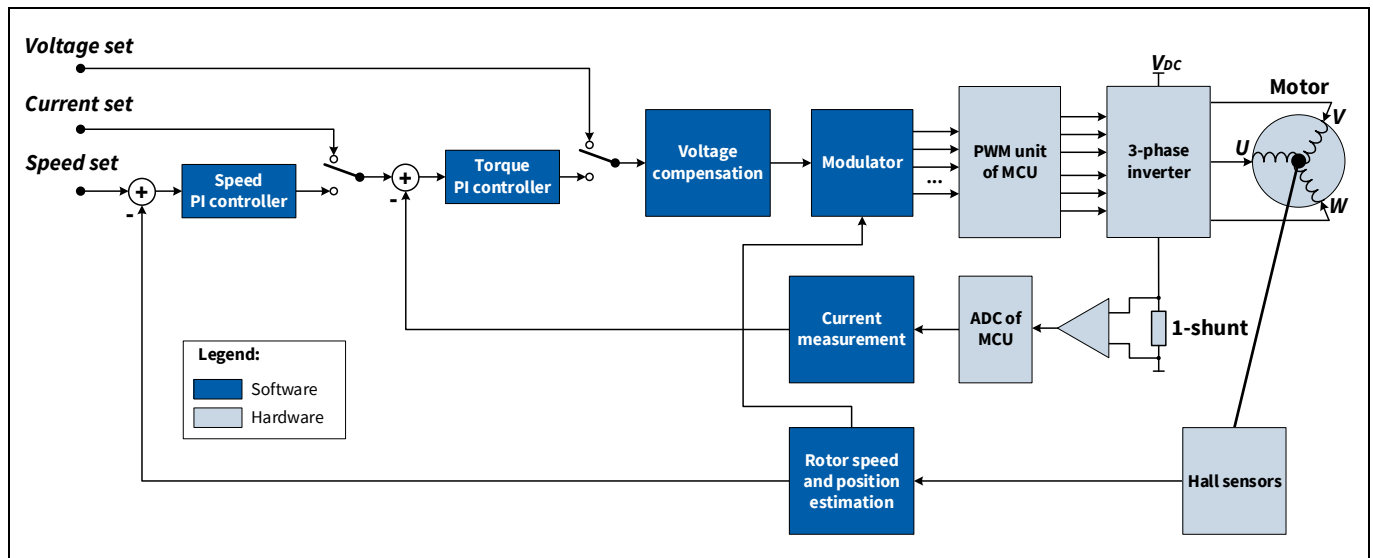 Voltage set
Current set
Speed set
+
-
Speed
PI controller
+
-
Torque
PI controller
Voltage
compensation
Modulator
...
PWM unit
of MCU
VDC
3-phase
inverter
Motor
V
U
W
Current
measurement
ADC of
MCU
1-shunt
Legend:
Software
Hardware
Rotor speed
and position
estimation
Hall sensors